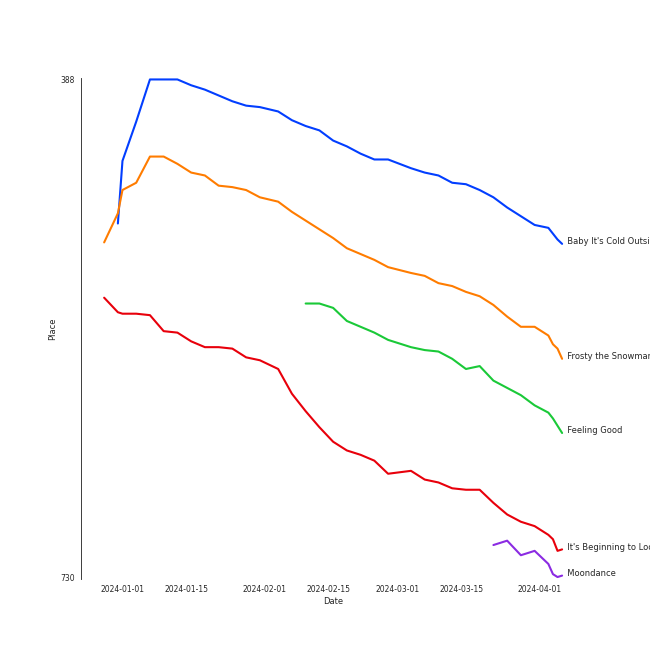 388
Baby It's Cold Outsi
Place
Frosty the Snowman
Feeling Good
It's Beginning to Loo
Moondance
730
2024-01-01 2024-01-15 2024-02-01 2024-02-15 2024-03-01 2024-03-15 2024-04-01
Date